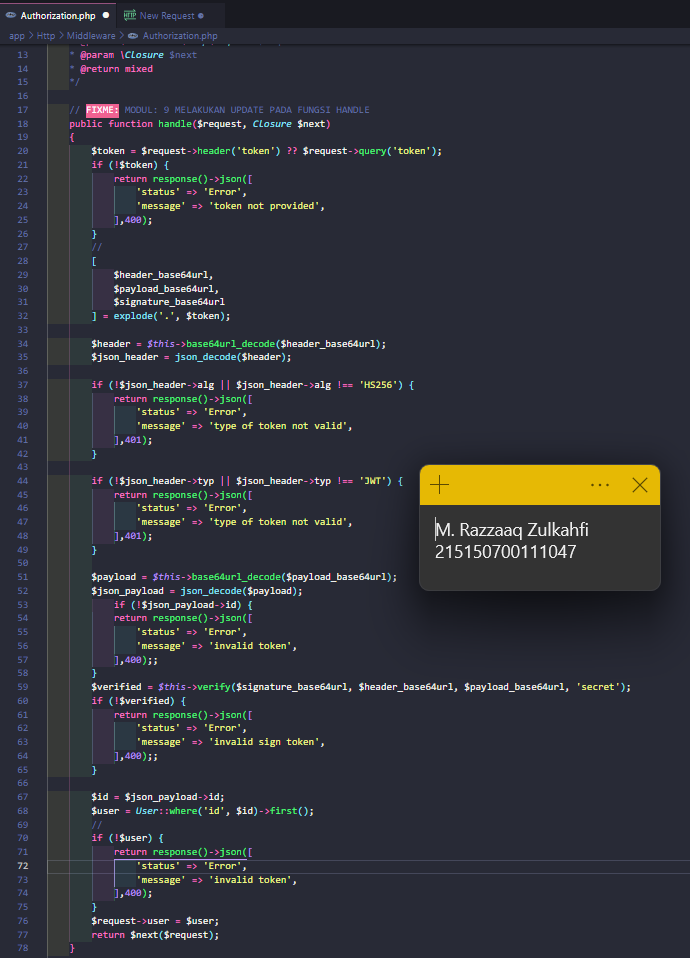 Authorization.php
New Request
app > Http > Middleware > Authorization.php
13 * @param \Closure $next
14 * @return mixed
15 */
16
17 // FIXME: MODUL: 9 MELAKUKAN UPDATE PADA FUNGSI HANDLE
18 public function handle($request, Closure $next)
19 {
20 $token = $request->header('token') ?? $request->query('token');
21 if (!$token) {
22 return response()->json([
23 'status' => 'Error',
24 'message' => 'token not provided',
25 ],400);
26 }
27 //
28 [
29 $header_base64url,
30 $payload_base64url,
31 $signature_base64url
32 ] = explode('.', $token);
33
34 $header = $this->base64url_decode($header_base64url);
35 $json_header = json_decode($header);
36
37 if (!$json_header->alg || $json_header->alg !== 'HS256') {
38 return response()->json([
39 'status' => 'Error',
40 'message' => 'type of token not valid',
41 ],401);
42 }
43
44 if (!$json_header->typ || $json_header->typ !== 'JWT') {
45 return response()->json([
46 'status' => 'Error',
47 'message' => 'type of token not valid',
48 ],401);
49 }
50
51 $payload = $this->base64url_decode($payload_base64url);
52 $json_payload = json_decode($payload);
53 if (!$json_payload->id) {
54 return response()->json([
55 'status' => 'Error',
56 'message' => 'invalid token',
57 ],400);;
58 }
59 $verified = $this->verify($signature_base64url, $header_base64url, $payload_base64url, 'secret');
60 if (!$verified) {
61 return response()->json([
62 'status' => 'Error',
63 'message' => 'invalid sign token',
64 ],400);;
65 }
66
67 $id = $json_payload->id;
68 $user = User::where('id', $id)->first();
69 //
70 if (!$user) {
71 return response()->json([
72 'status' => 'Error',
73 'message' => 'invalid token',
74 ],400);
75 }
76 $request->user = $user;
77 return $next($request);
78 }
M. Razzaaq Zulkahfi
215150700111047